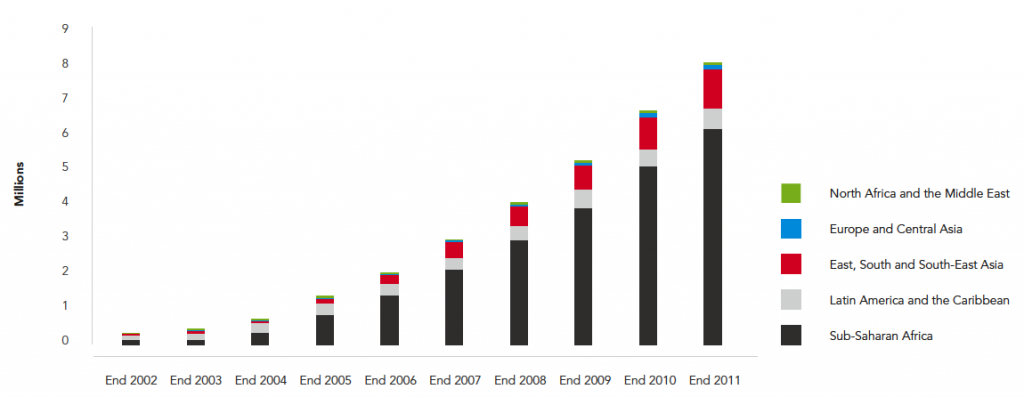 9
8
7
6
5
4
3
2
1
0
Millions
End 2002 End 2003 End 2004 End 2005 End 2006 End 2007 End 2008 End 2009 End 2010 End 2011
North Africa and the Middle East
Europe and Central Asia
East, South and South-East Asia
Latin America and the Caribbean
Sub-Saharan Africa